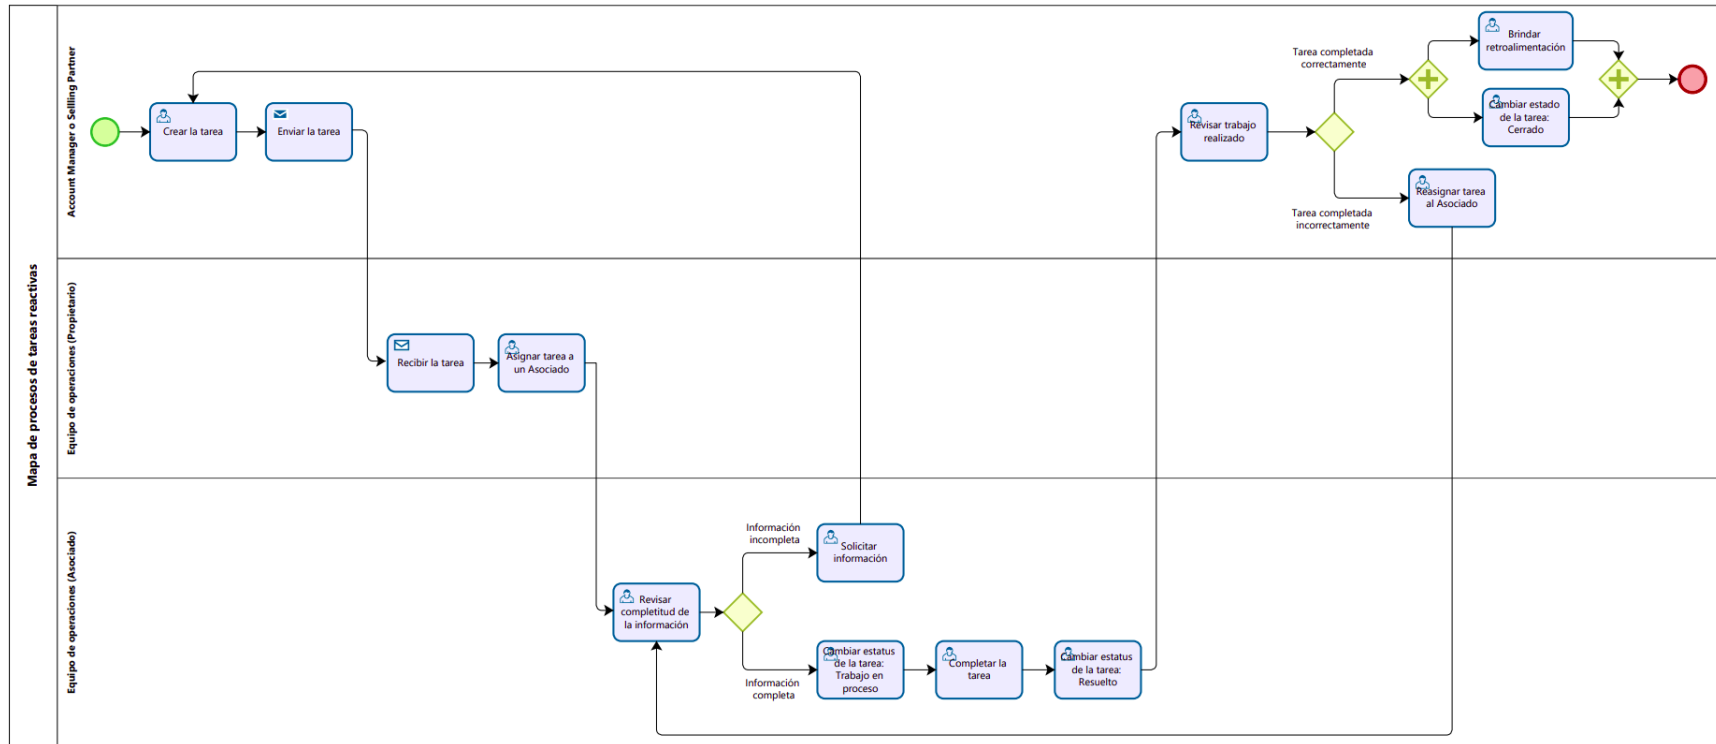 Mapa de procesos de tareas reactivas
Account Manager o Sellling Partner
Crear la tarea
Enviar la tarea
Revisar trabajo
realizado
Tarea completada
correctamente
Tarea completada
incorrectamente
Brindar
retroalimentación
Cambiar estado
de la tarea:
Cerrado
Reasignar tarea
al Asociado
Equipo de operaciones (Propietario)
Recibir la tarea
Asignar tarea a
un Asociado
Equipo de operaciones (Asociado)
Revisar
completitud de
la información
Información
incompleta
Solicitar
información
Información
completa
Cambiar estatus
de la tarea:
Trabajo en
proceso
Completar la
tarea
Cambiar estatus
de la tarea:
Resuelto